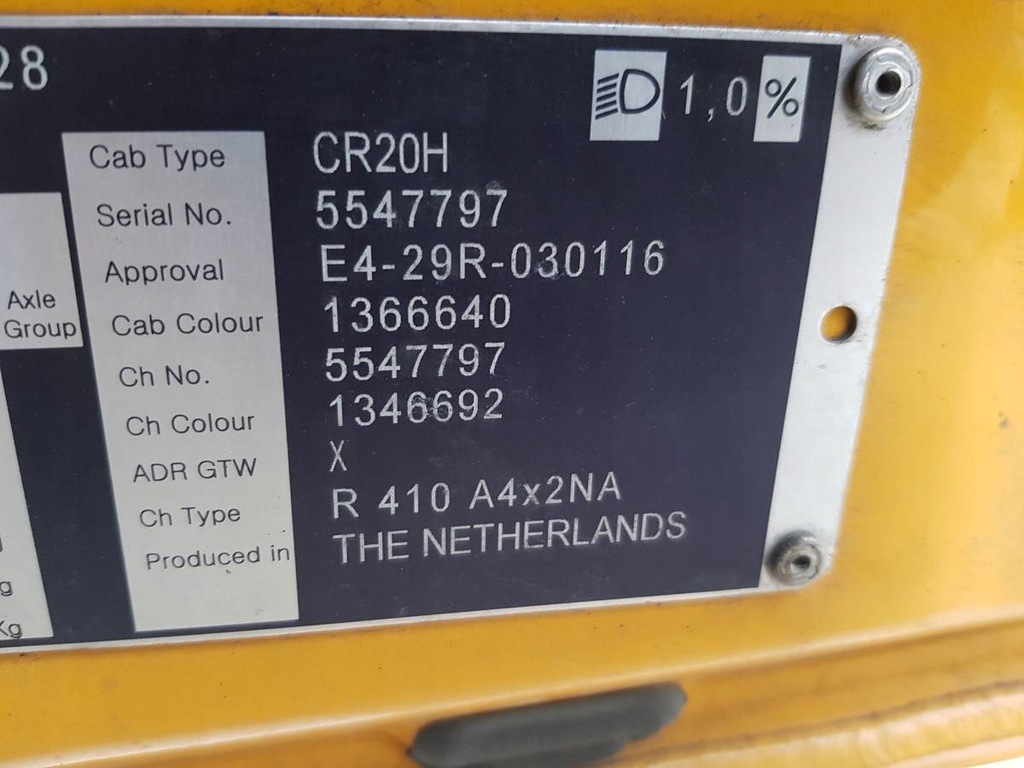 28
1,0 %
Cab Type CR20H
Serial No. 5547797
Approval E4-29R-030116
Axle
Group
Cab Colour 1366640
Ch No. 5547797
Ch Colour 1346692
ADR GTW X
Ch Type R 410 A4x2NA
Produced in THE NETHERLANDS
g
Kg